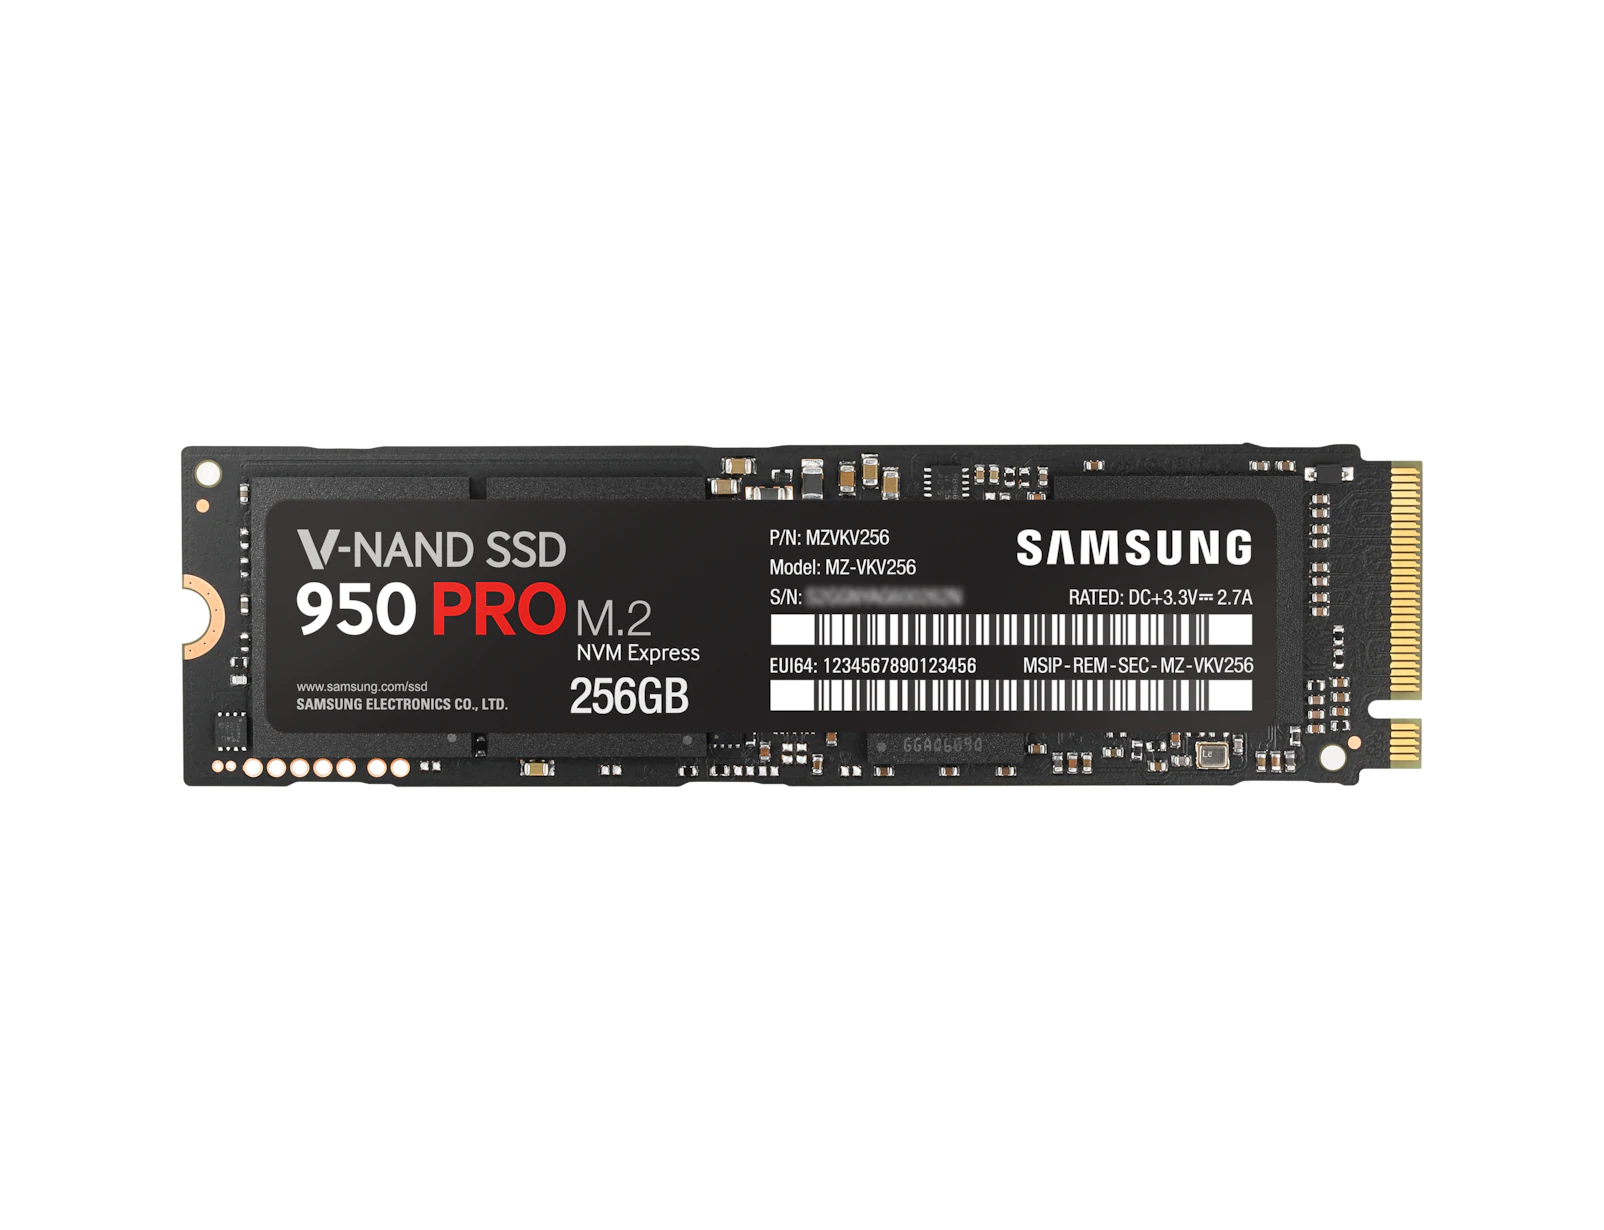 V-NAND SSD
950 PRO M.2
NVM Express
256GB
www.samsung.com/ssd
SAMSUNG ELECTRONICS CO., LTD.
P/N: MZVKV256
Model: MZ-VKV256
S/N:
SAMSUNG
RATED: DC+3.3V⎓ 2.7A
EUI64: 1234567890123456
MSIP-REM-SEC-MZ-VKV256